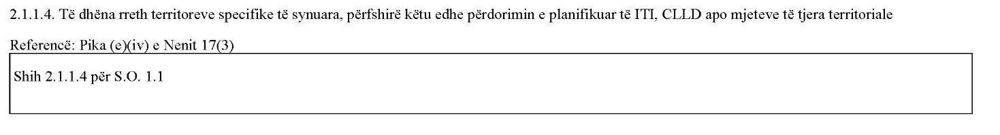 2.1.1.4. Të dhëna rreth territoreve specifike të synuara, përfshirë këtu edhe përdorimin e planifikuar të ITI, CLLD apo mjeteve të tjera territoriale
Referencë: Pika (e)(iv) e Nenit 17(3)
Shih 2.1.1.4 për S.O. 1.1